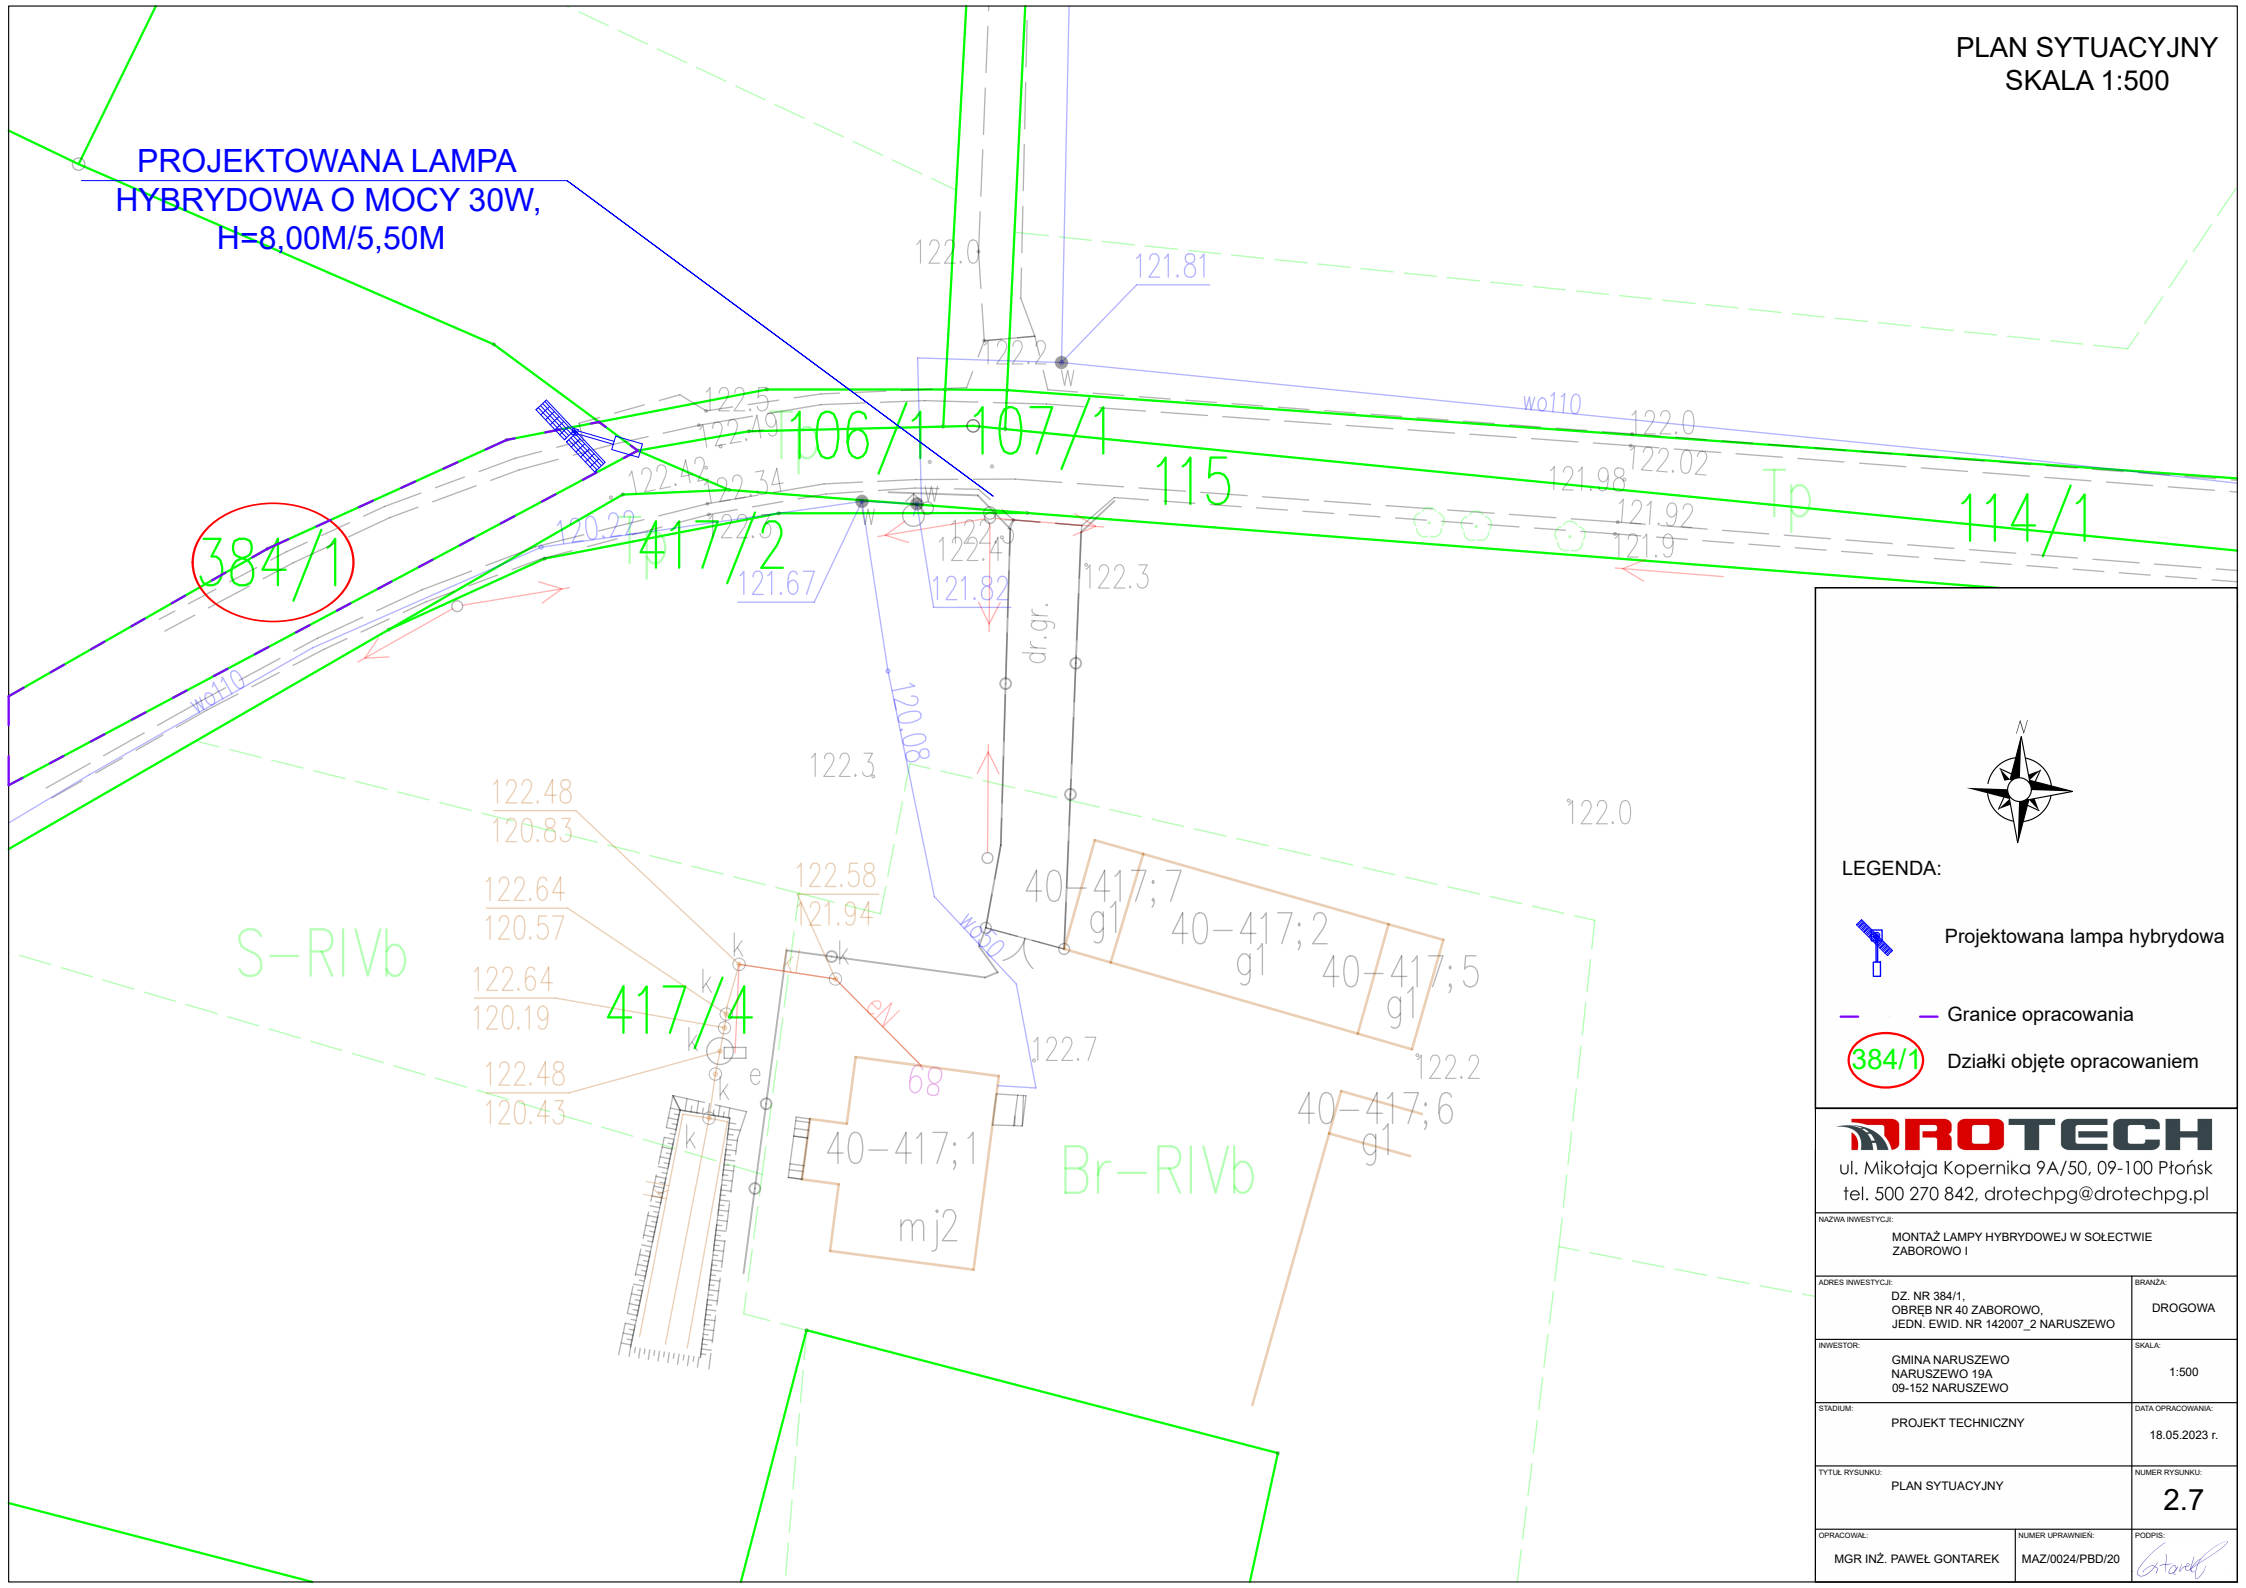 PLAN SYTUACYJNY
SKALA 1:500
PROJEKTOWANA LAMPA
HYBRYDOWA O MOCY 30W,
H=8,00M/5,50M
122.0
121.81
122.2
W
wo110
122.0
122.5
122.49
106/1
107/1
122.02
122.42
122.34
W
115
121.98
Tp
114/1
384/1
120.22
Tp
122.6
417/2
W
122.4
121.92
121.9
121.67
121.82
122.3
dr.gr.
wo110
120.08
122.3
122.48
120.83
122.0
122.64
120.57
122.58
121.94
40-417;7
g1
40-417;2
g1
40-417;5
g1
S-RIVb
wo50
k
ok
k
122.64
120.19
417/4
eN
k
122.7
122.48
120.43
e
k
k
68
122.2
40-417;6
g1
40-417;1
mj2
Br-RIVb
N
LEGENDA:
Projektowana lampa hybrydowa
Granice opracowania
384/1
Działki objęte opracowaniem
DROTECH
ul. Mikołaja Kopernika 9A/50, 09-100 Płońsk
tel. 500 270 842, drotechpg@drotechpg.pl
NAZWA INWESTYCJI:
MONTAŻ LAMPY HYBRYDOWEJ W SOŁECTWIE
ZABOROWO I
ADRES INWESTYCJI:
DZ. NR 384/1,
OBRĘB NR 40 ZABOROWO,
JEDN. EWID. NR 142007_2 NARUSZEWO
BRANŻA:
DROGOWA
INWESTOR:
GMINA NARUSZEWO
NARUSZEWO 19A
09-152 NARUSZEWO
SKALA:
1:500
STADIUM:
PROJEKT TECHNICZNY
DATA OPRACOWANIA:
18.05.2023 r.
TYTUŁ RYSUNKU:
PLAN SYTUACYJNY
NUMER RYSUNKU:
2.7
OPRACOWAŁ:
MGR INŻ. PAWEŁ GONTAREK
NUMER UPRAWNIEŃ:
MAZ/0024/PBD/20
PODPIS:
Gontarek